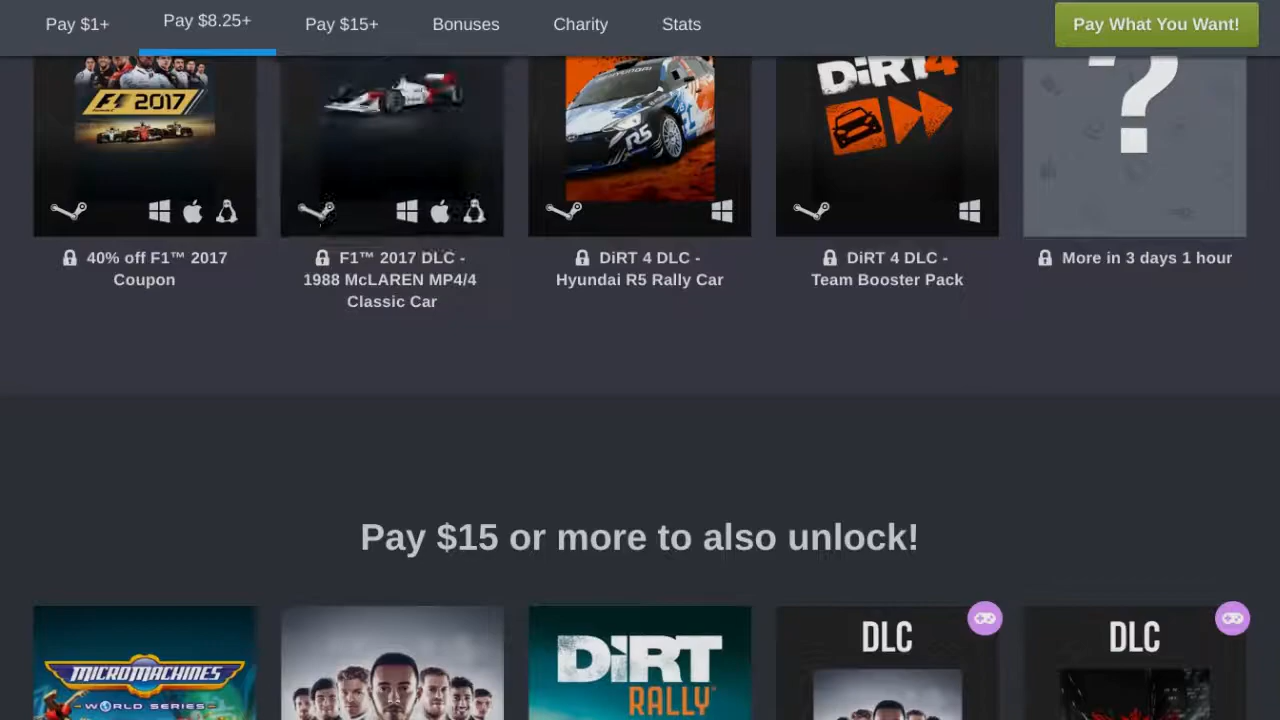 Pay $1+
Pay $8.25+
Pay $15+
Bonuses
Charity
Stats
Pay What You Want!
F1 2017
R5
DiRT 4
?
40% off F1™ 2017
Coupon
F1™ 2017 DLC -
1988 McLAREN MP4/4
Classic Car
DiRT 4 DLC -
Hyundai R5 Rally Car
DiRT 4 DLC -
Team Booster Pack
More in 3 days 1 hour
Pay $15 or more to also unlock!
MICROMACHINES
WORLD SERIES
DiRT
RALLY
DLC
DLC